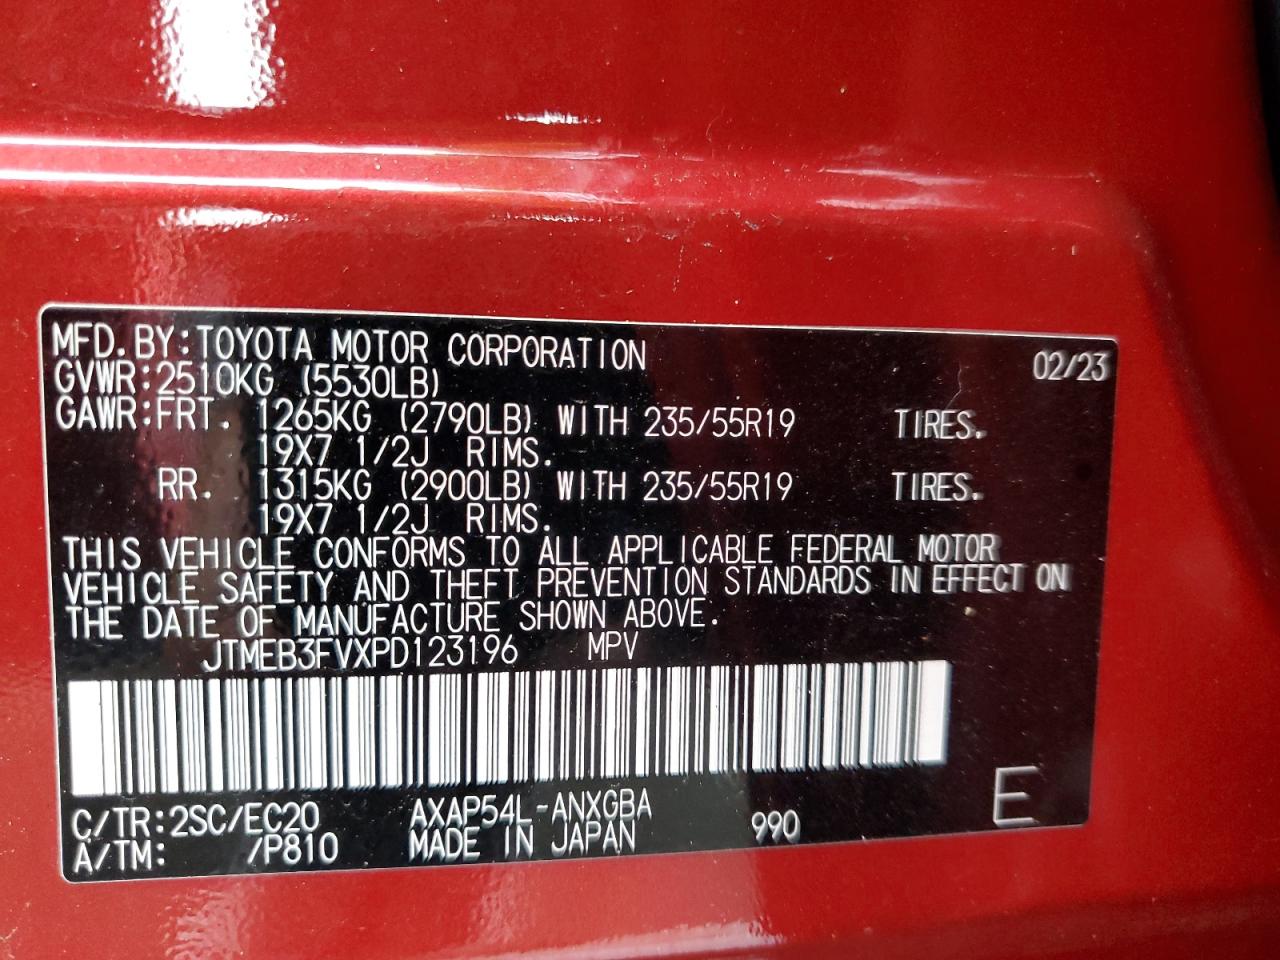 MFD.BY:TOYOTA MOTOR CORPORATION 02/23
GVWR:2510KG (5530LB)
GAWR:FRT. 1265KG (2790LB) WITH 235/55R19 TIRES.
19X7 1/2J RIMS.
RR. 1315KG (2900LB) WITH 235/55R19 TIRES.
19X7 1/2J RIMS.
THIS VEHICLE CONFORMS TO ALL APPLICABLE FEDERAL MOTOR
VEHICLE SAFETY AND THEFT PREVENTION STANDARDS IN EFFECT ON
THE DATE OF MANUFACTURE SHOWN ABOVE.
JTMEB3FVXPD123196 MPV
C/TR:2SC/EC20 AXAP54L-ANXGBA 990 E
A/TM: /P810 MADE IN JAPAN